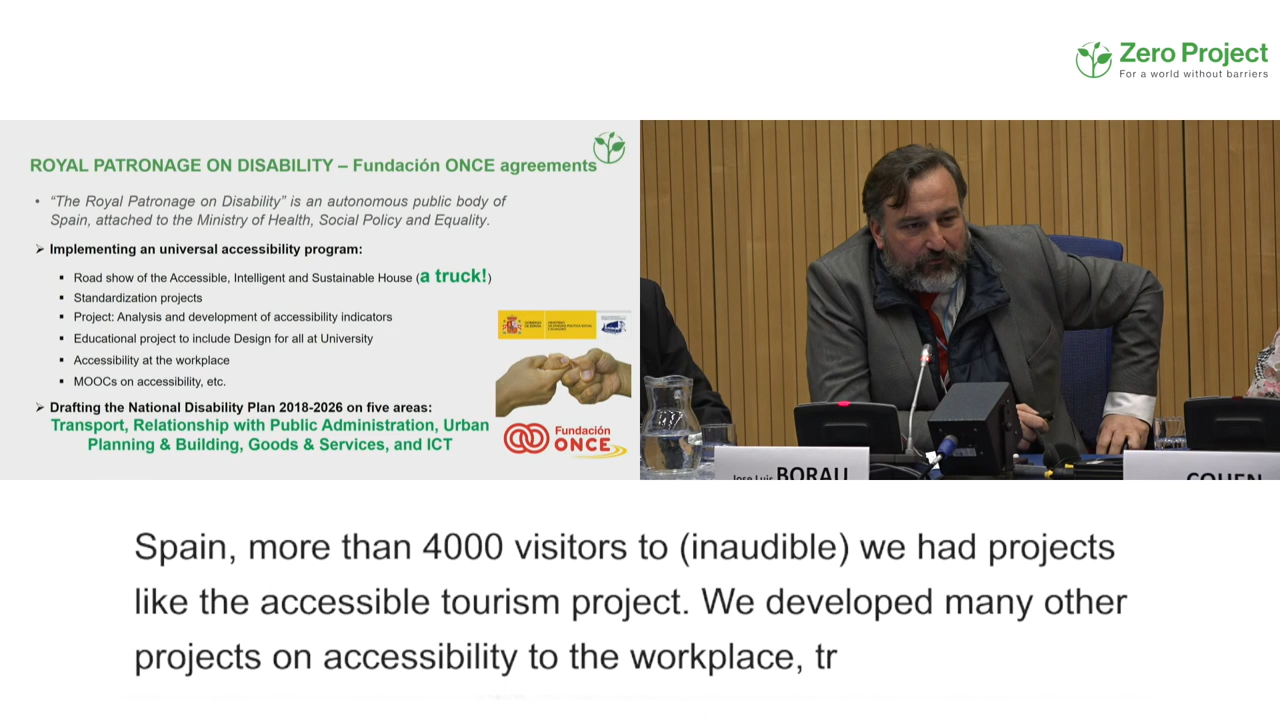 Zero Project
For a world without barriers
ROYAL PATRONAGE ON DISABILITY – Fundación ONCE agreements
• “The Royal Patronage on Disability” is an autonomous public body of
Spain, attached to the Ministry of Health, Social Policy and Equality.
➢ Implementing an universal accessibility program:
▪ Road show of the Accessible, Intelligent and Sustainable House (a truck!)
▪ Standardization projects
▪ Project: Analysis and development of accessibility indicators
▪ Educational project to include Design for all at University
▪ Accessibility at the workplace
▪ MOOCs on accessibility, etc.
➢ Drafting the National Disability Plan 2018-2026 on five areas:
Transport, Relationship with Public Administration, Urban
Planning & Building, Goods & Services, and ICT
Fundación
ONCE
Jose Luis BORAU
COHEN
Spain, more than 4000 visitors to (inaudible) we had projects
like the accessible tourism project. We developed many other
projects on accessibility to the workplace, tr